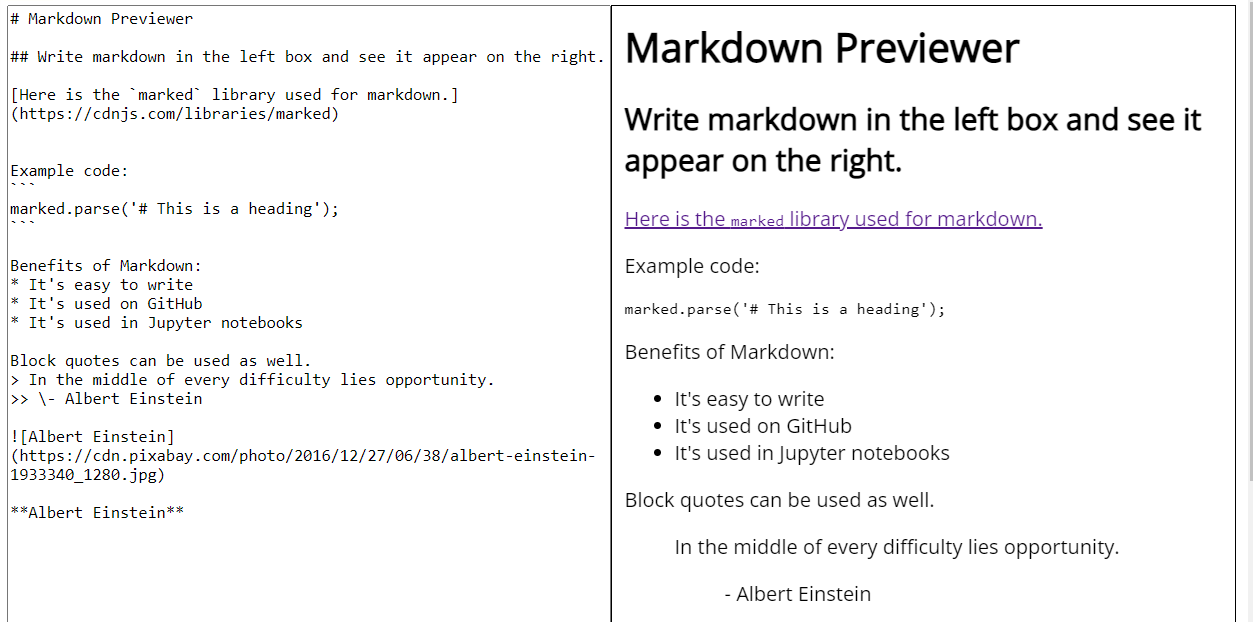 # Markdown Previewer
## Write markdown in the left box and see it appear on the right.
[Here is the `marked` library used for markdown.]
(https://cdnjs.com/libraries/marked)
Example code:
```
marked.parse('# This is a heading');
```
Benefits of Markdown:
* It's easy to write
* It's used on GitHub
* It's used in Jupyter notebooks
Block quotes can be used as well.
> In the middle of every difficulty lies opportunity.
>> \- Albert Einstein
![Albert Einstein]
(https://cdn.pixabay.com/photo/2016/12/27/06/38/albert-einstein-
1933340_1280.jpg)
**Albert Einstein**
Markdown Previewer
Write markdown in the left box and see it
appear on the right.
Here is the marked library used for markdown.
Example code:
marked.parse('# This is a heading');
Benefits of Markdown:
• It's easy to write
• It's used on GitHub
• It's used in Jupyter notebooks
Block quotes can be used as well.
In the middle of every difficulty lies opportunity.
- Albert Einstein